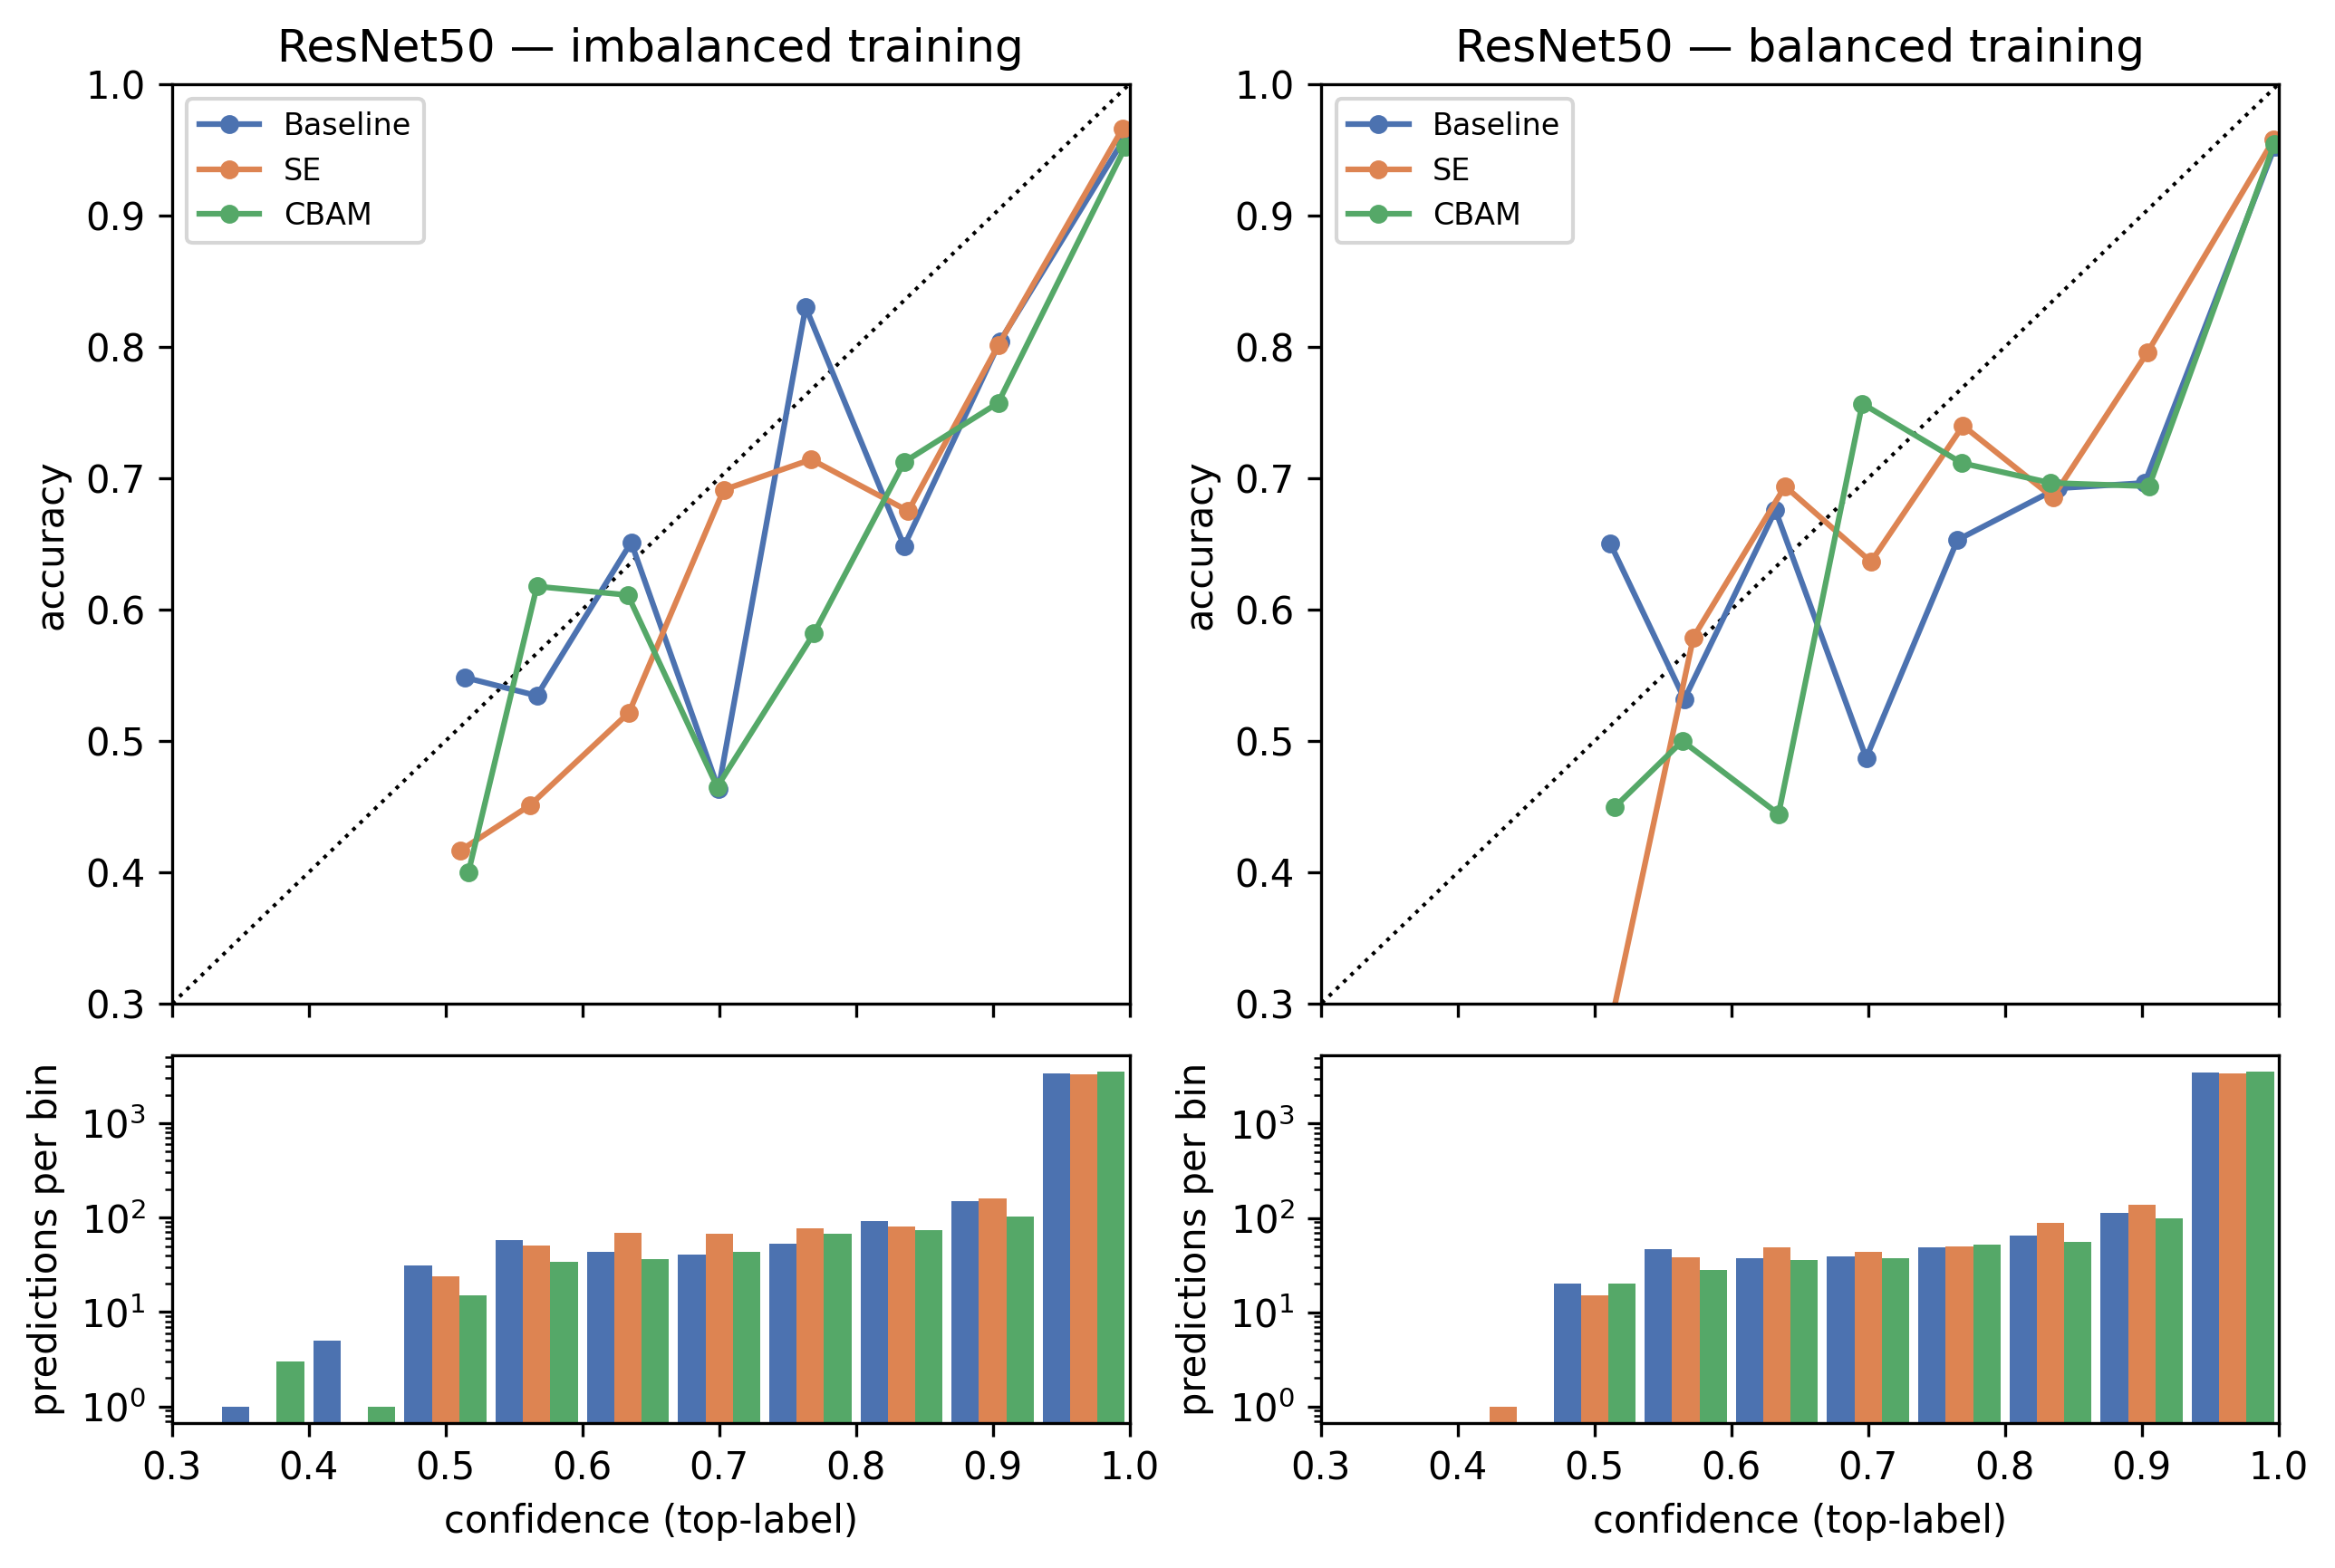 ResNet50 — imbalanced training
1.0
0.9
0.8
0.7
0.6
0.5
0.4
0.3
accuracy
Baseline
SE
CBAM
10³
10²
10¹
10⁰
predictions per bin
0.3 0.4 0.5 0.6 0.7 0.8 0.9 1.0
confidence (top-label)
ResNet50 — balanced training
1.0
0.9
0.8
0.7
0.6
0.5
0.4
0.3
accuracy
Baseline
SE
CBAM
10³
10²
10¹
10⁰
predictions per bin
0.3 0.4 0.5 0.6 0.7 0.8 0.9 1.0
confidence (top-label)